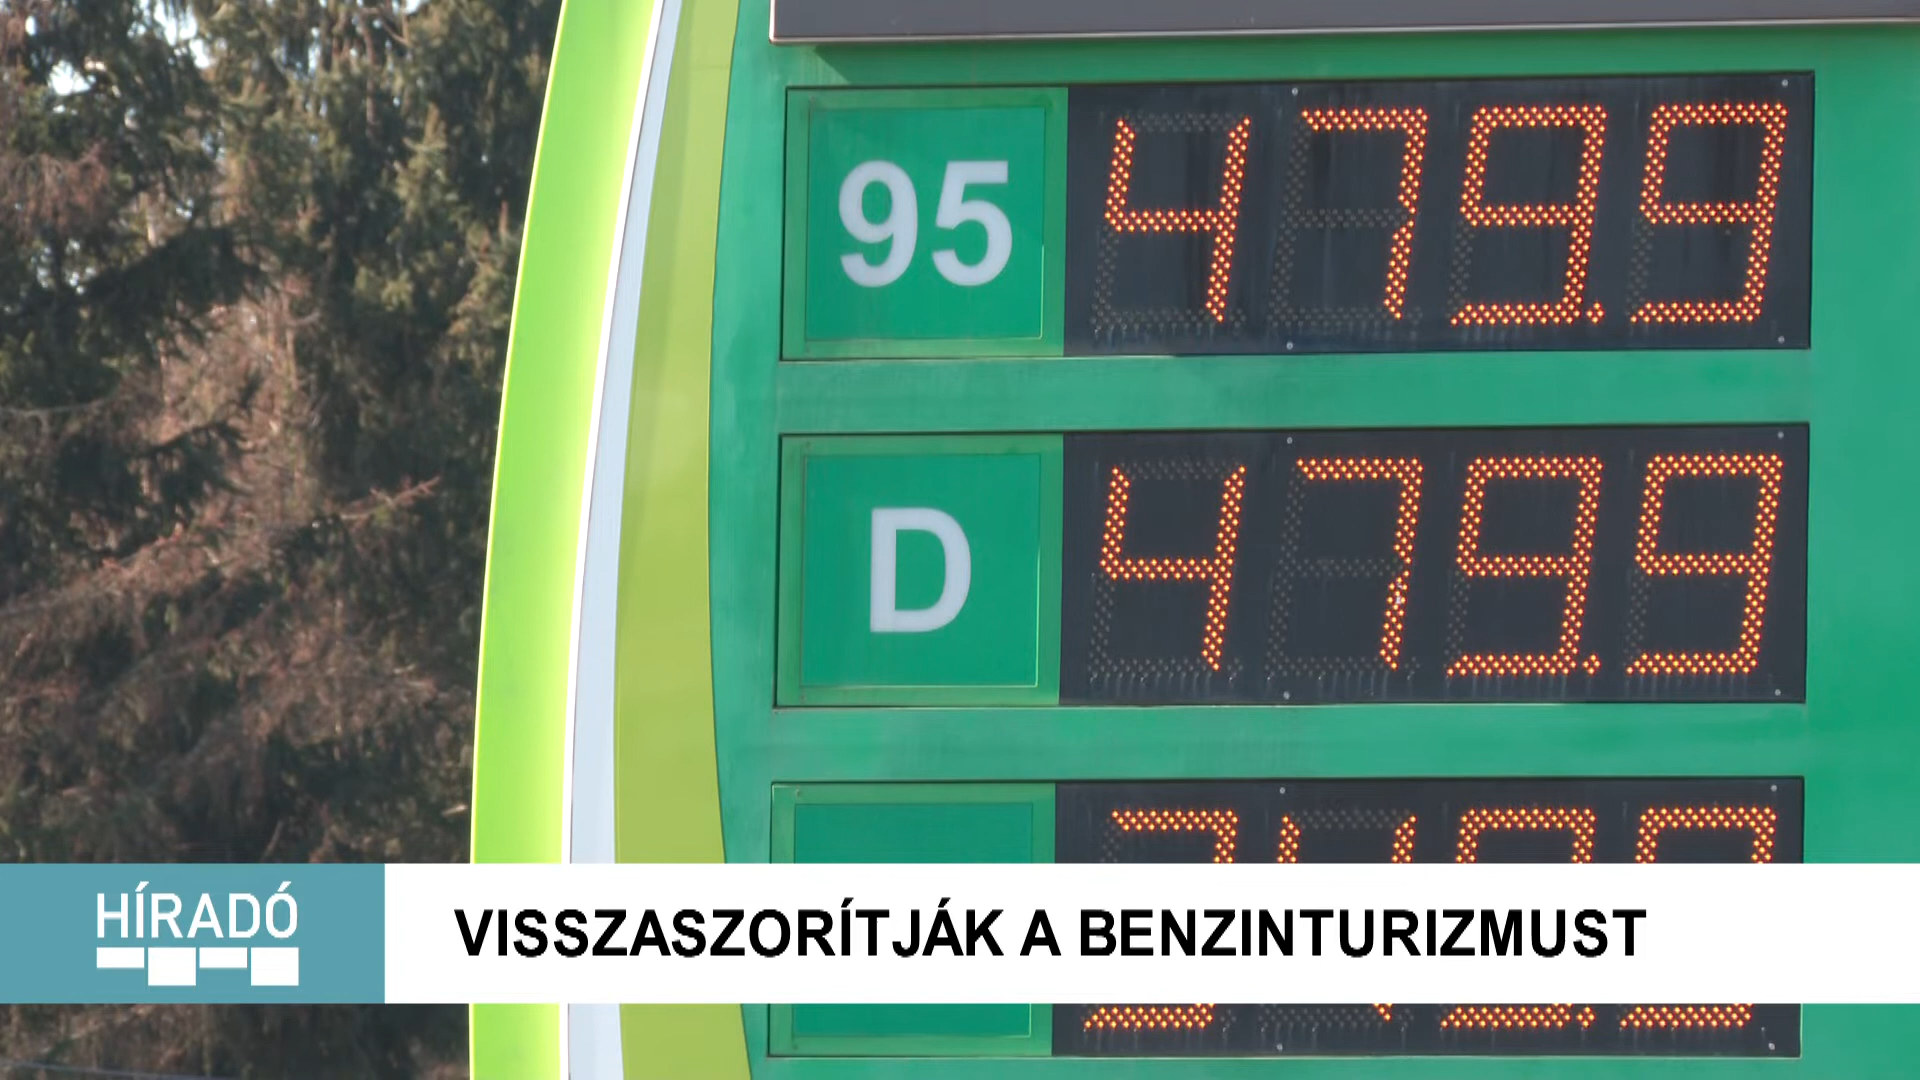 95 479.9
D 479.9
HÍRADÓ
VISSZASZORÍTJÁK A BENZINTURIZMUST